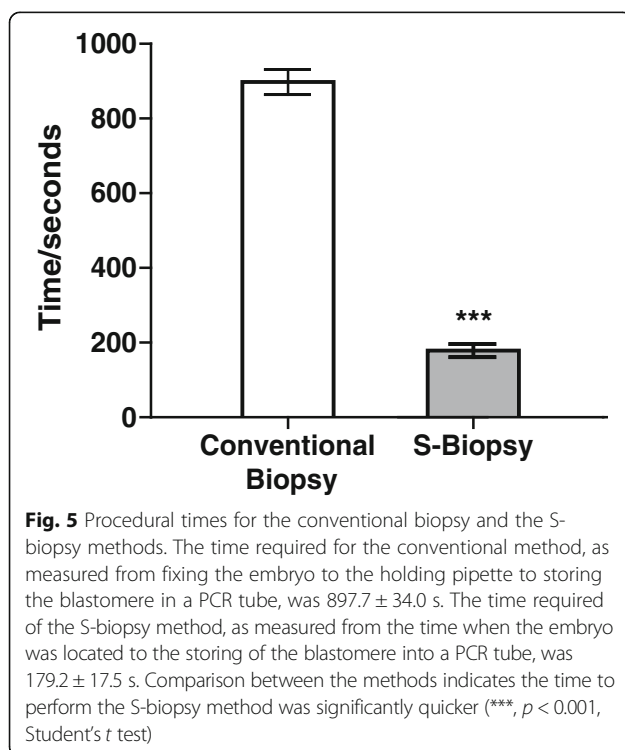 1000
800
600
400
200
0
Time/seconds
***
Conventional
Biopsy
S-Biopsy
Fig. 5 Procedural times for the conventional biopsy and the S-
biopsy methods. The time required for the conventional method, as
measured from fixing the embryo to the holding pipette to storing
the blastomere in a PCR tube, was 897.7 ± 34.0 s. The time required
of the S-biopsy method, as measured from the time when the embryo
was located to the storing of the blastomere into a PCR tube, was
179.2 ± 17.5 s. Comparison between the methods indicates the time to
perform the S-biopsy method was significantly quicker (***, p < 0.001,
Student's t test)